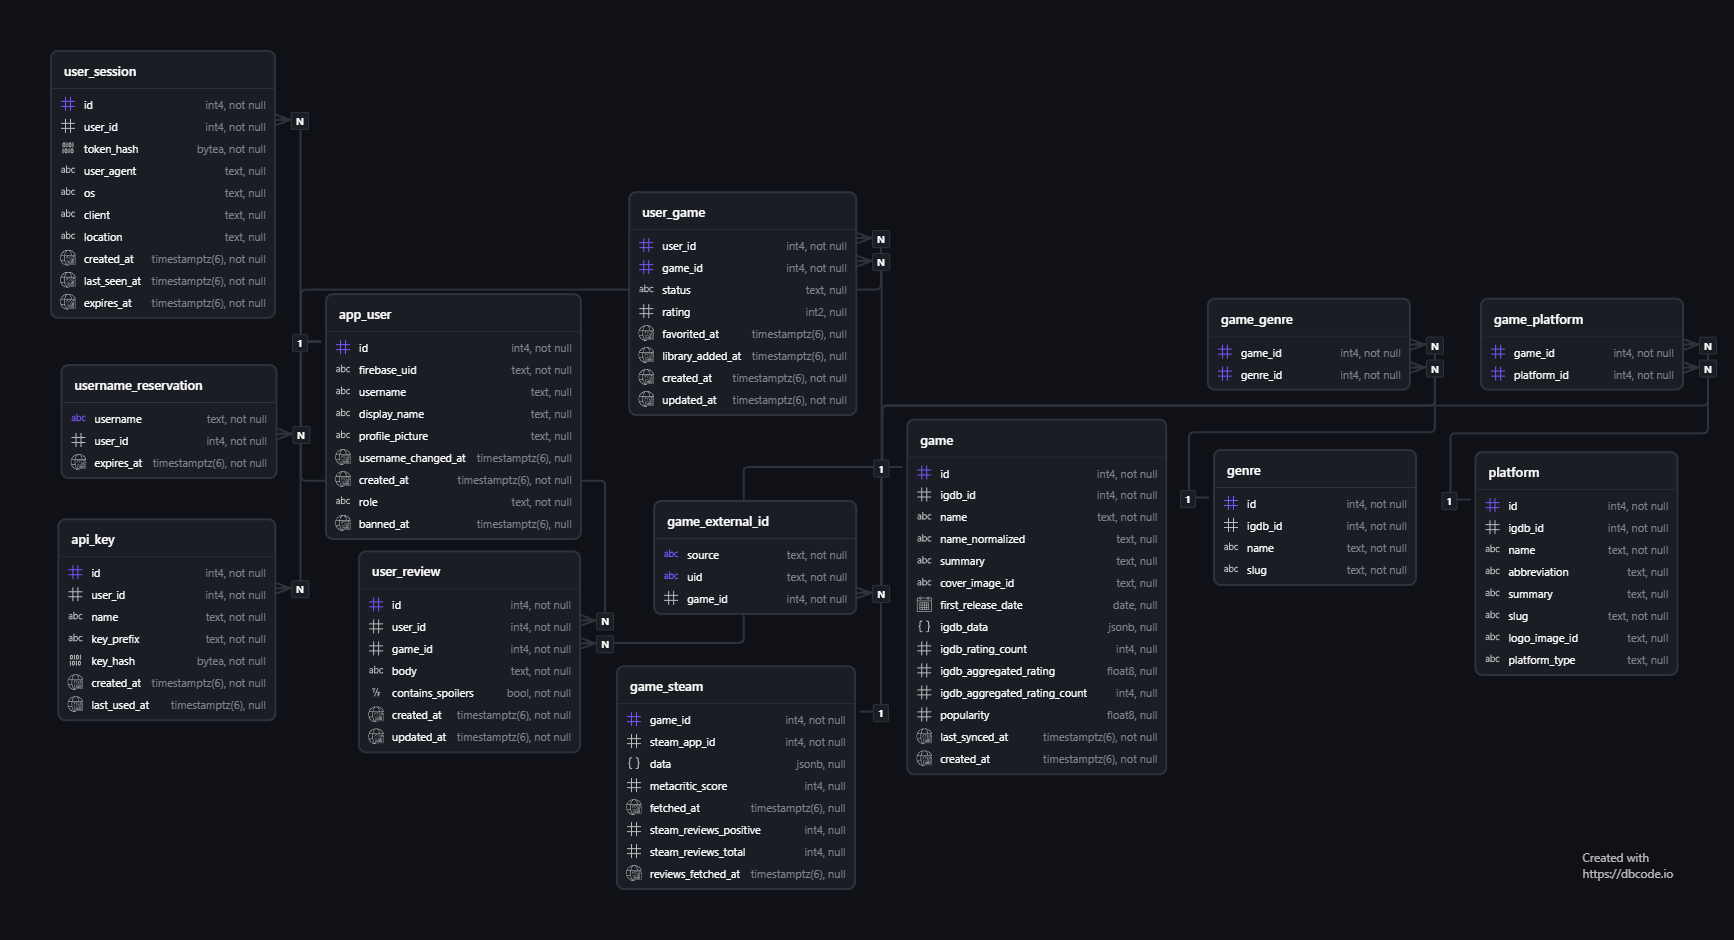 user_session
id int4, not null
user_id int4, not null
token_hash bytea, not null
user_agent text, null
os text, null
client text, null
location text, null
created_at timestamptz(6), not null
last_seen_at timestamptz(6), not null
expires_at timestamptz(6), not null
N
1
username_reservation
username text, not null
user_id int4, not null
expires_at timestamptz(6), not null
N
api_key
id int4, not null
user_id int4, not null
name text, not null
key_prefix text, not null
key_hash bytea, not null
created_at timestamptz(6), not null
last_used_at timestamptz(6), null
N
app_user
id int4, not null
firebase_uid text, not null
username text, null
display_name text, null
profile_picture text, null
username_changed_at timestamptz(6), null
created_at timestamptz(6), not null
role text, not null
banned_at timestamptz(6), null
user_review
id int4, not null
user_id int4, not null
game_id int4, not null
body text, not null
contains_spoilers bool, not null
created_at timestamptz(6), not null
updated_at timestamptz(6), not null
N
N
user_game
user_id int4, not null
game_id int4, not null
status text, null
rating int2, null
favorited_at timestamptz(6), null
library_added_at timestamptz(6), null
created_at timestamptz(6), not null
updated_at timestamptz(6), not null
N
N
1
game_external_id
source text, not null
uid text, not null
game_id int4, not null
N
game_steam
game_id int4, not null
steam_app_id int4, not null
data jsonb, null
metacritic_score int4, null
fetched_at timestamptz(6), null
steam_reviews_positive int4, null
steam_reviews_total int4, null
reviews_fetched_at timestamptz(6), null
1
game
id int4, not null
igdb_id int4, not null
name text, not null
name_normalized text, null
summary text, null
cover_image_id text, null
first_release_date date, null
igdb_data jsonb, null
igdb_rating_count int4, null
igdb_aggregated_rating float8, null
igdb_aggregated_rating_count int4, null
popularity float8, null
last_synced_at timestamptz(6), not null
created_at timestamptz(6), not null
game_genre
game_id int4, not null
genre_id int4, not null
N
N
1
genre
id int4, not null
igdb_id int4, not null
name text, not null
slug text, not null
game_platform
game_id int4, not null
platform_id int4, not null
N
N
1
platform
id int4, not null
igdb_id int4, not null
name text, not null
abbreviation text, null
summary text, null
slug text, not null
logo_image_id text, null
platform_type text, null
Created with
https://dbcode.io